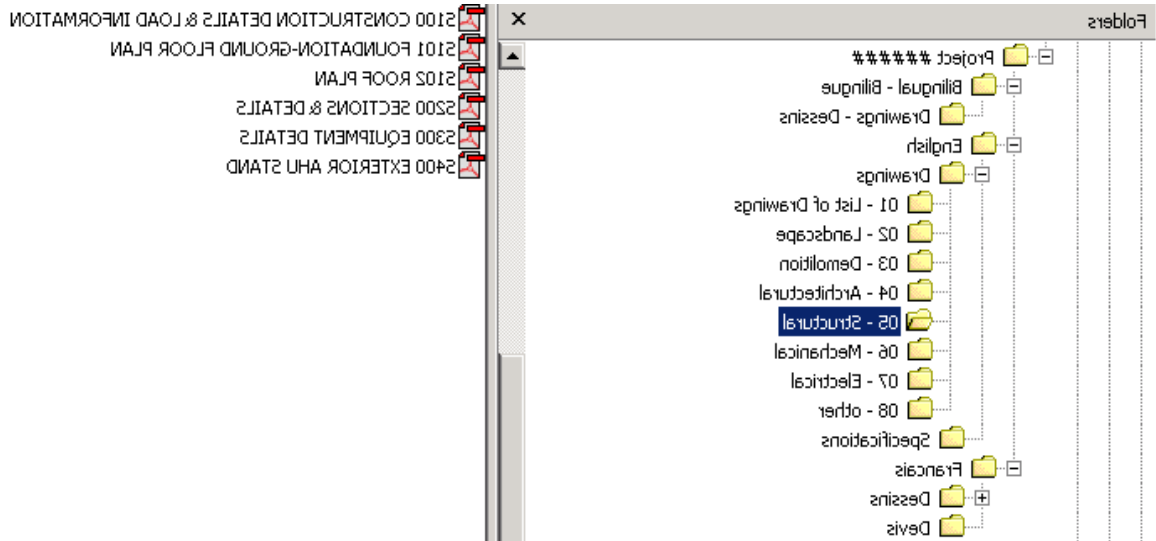 Folders
Project ######
Bilingual - Bilingue
Drawings - Dessins
English
Drawings
01 - List of Drawings
02 - Landscape
03 - Demolition
04 - Architectural
05 - Structural
06 - Mechanical
07 - Electrical
08 - other
Specifications
Francais
Dessins
Devis
S100 CONSTRUCTION DETAILS & LOAD INFORMATION
S101 FOUNDATION-GROUND FLOOR PLAN
S102 ROOF PLAN
S200 SECTIONS & DETAILS
S300 EQUIPMENT DETAILS
S400 EXTERIOR AHU STAND